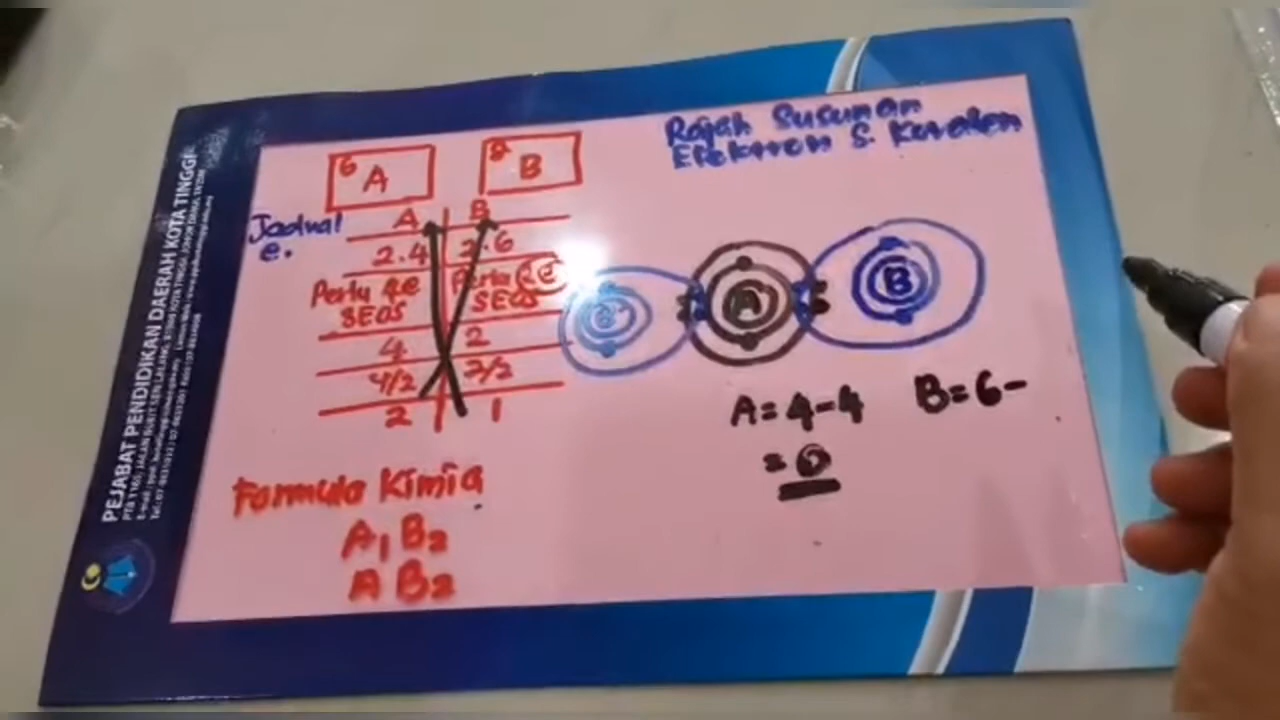 PEJABAT PENDIDIKAN DAERAH KOTA TINGGI
6
A
8
B
Rajah Susunan
Elektron S. Kovalen
Jadual
e.
A B
2.4 2.6
Perlu 4e Perlu 2e
SEOS SEOS
4 2
4/2 2/2
2 1
B A B
A = 4-4 B = 6-
= 0
Formula Kimia
A1 B2
A B2